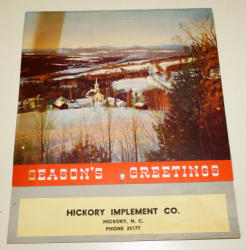 SEASON'S GREETINGS
HICKORY IMPLEMENT CO.
HICKORY, N. C.
PHONE 25177